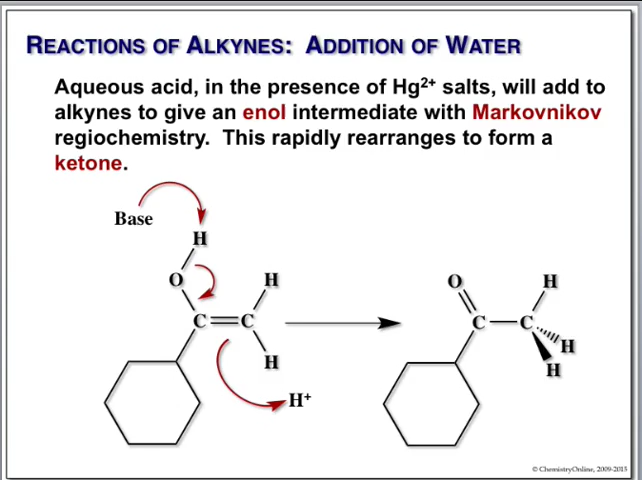 REACTIONS OF ALKYNES: ADDITION OF WATER
Aqueous acid, in the presence of Hg²⁺ salts, will add to
alkynes to give an enol intermediate with Markovnikov
regiochemistry. This rapidly rearranges to form a
ketone.
Base
H
O H O H
C C C C
H H
H
H⁺
© ChemistryOnline, 2009-2015